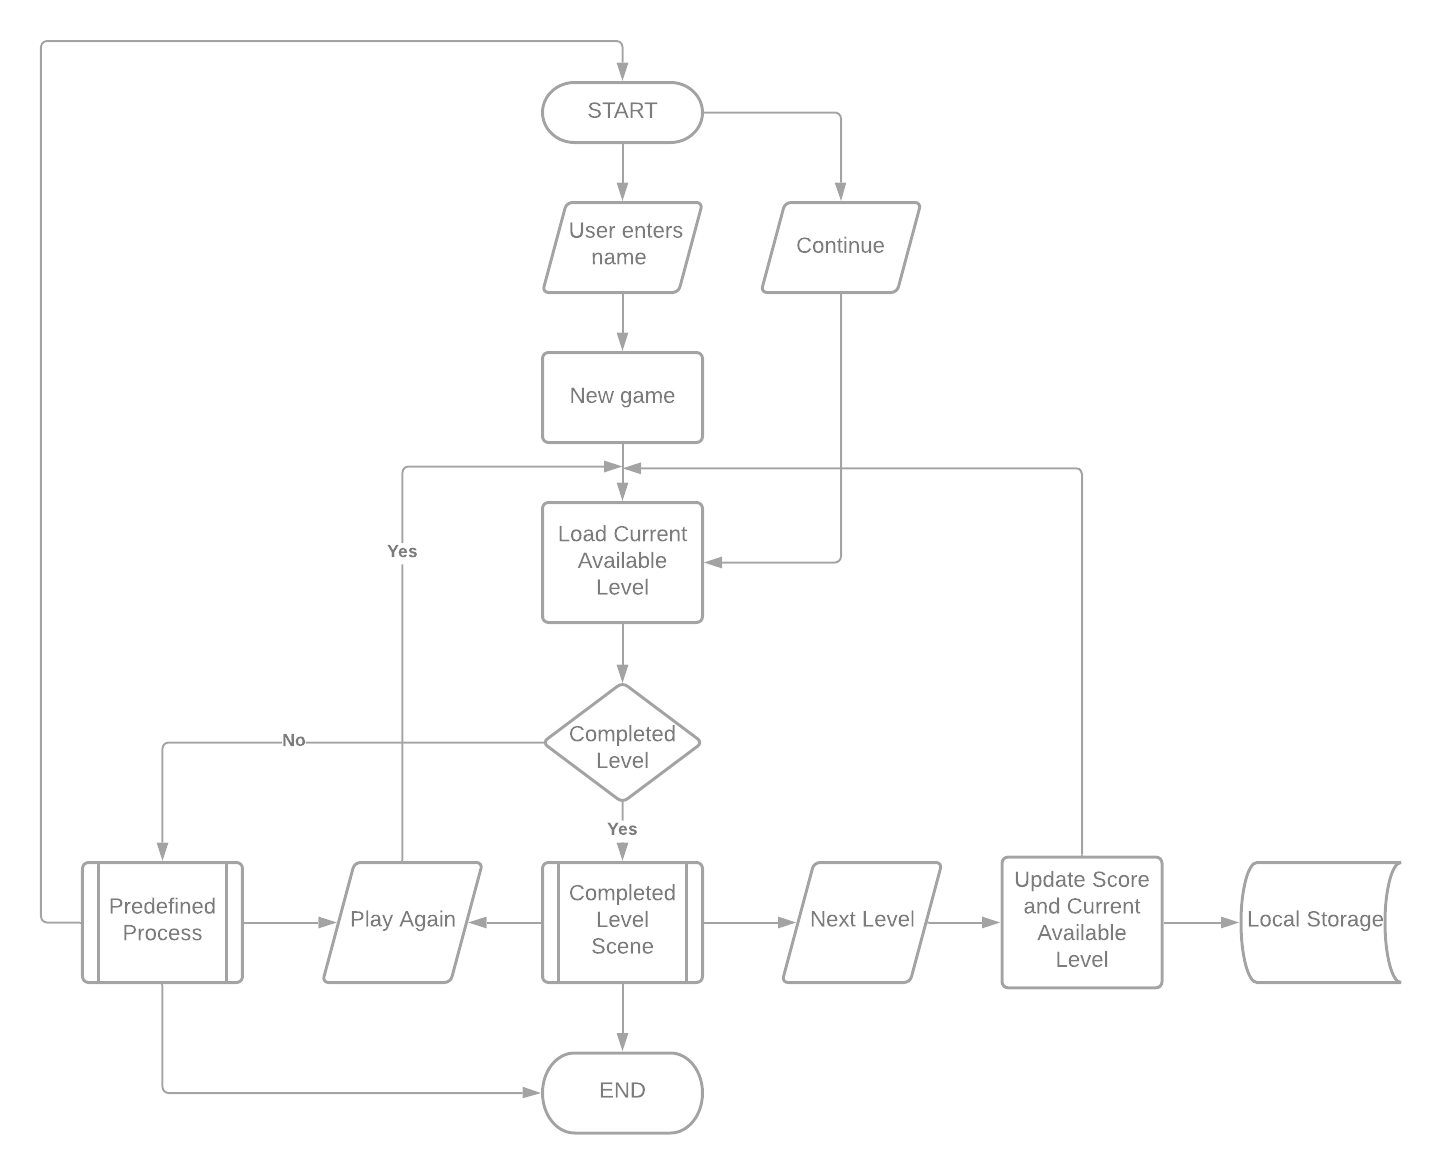 START
User enters
name
Continue
New game
Load Current
Available
Level
Yes
Completed
Level
No
Yes
Predefined
Process
Play Again
Completed
Level
Scene
Next Level
Update Score
and Current
Available
Level
Local Storage
END